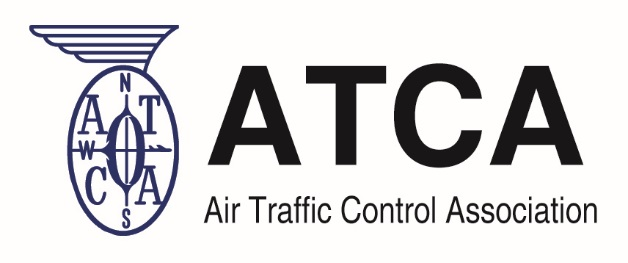 N
A T
W
C A
S
ATCA
Air Traffic Control Association